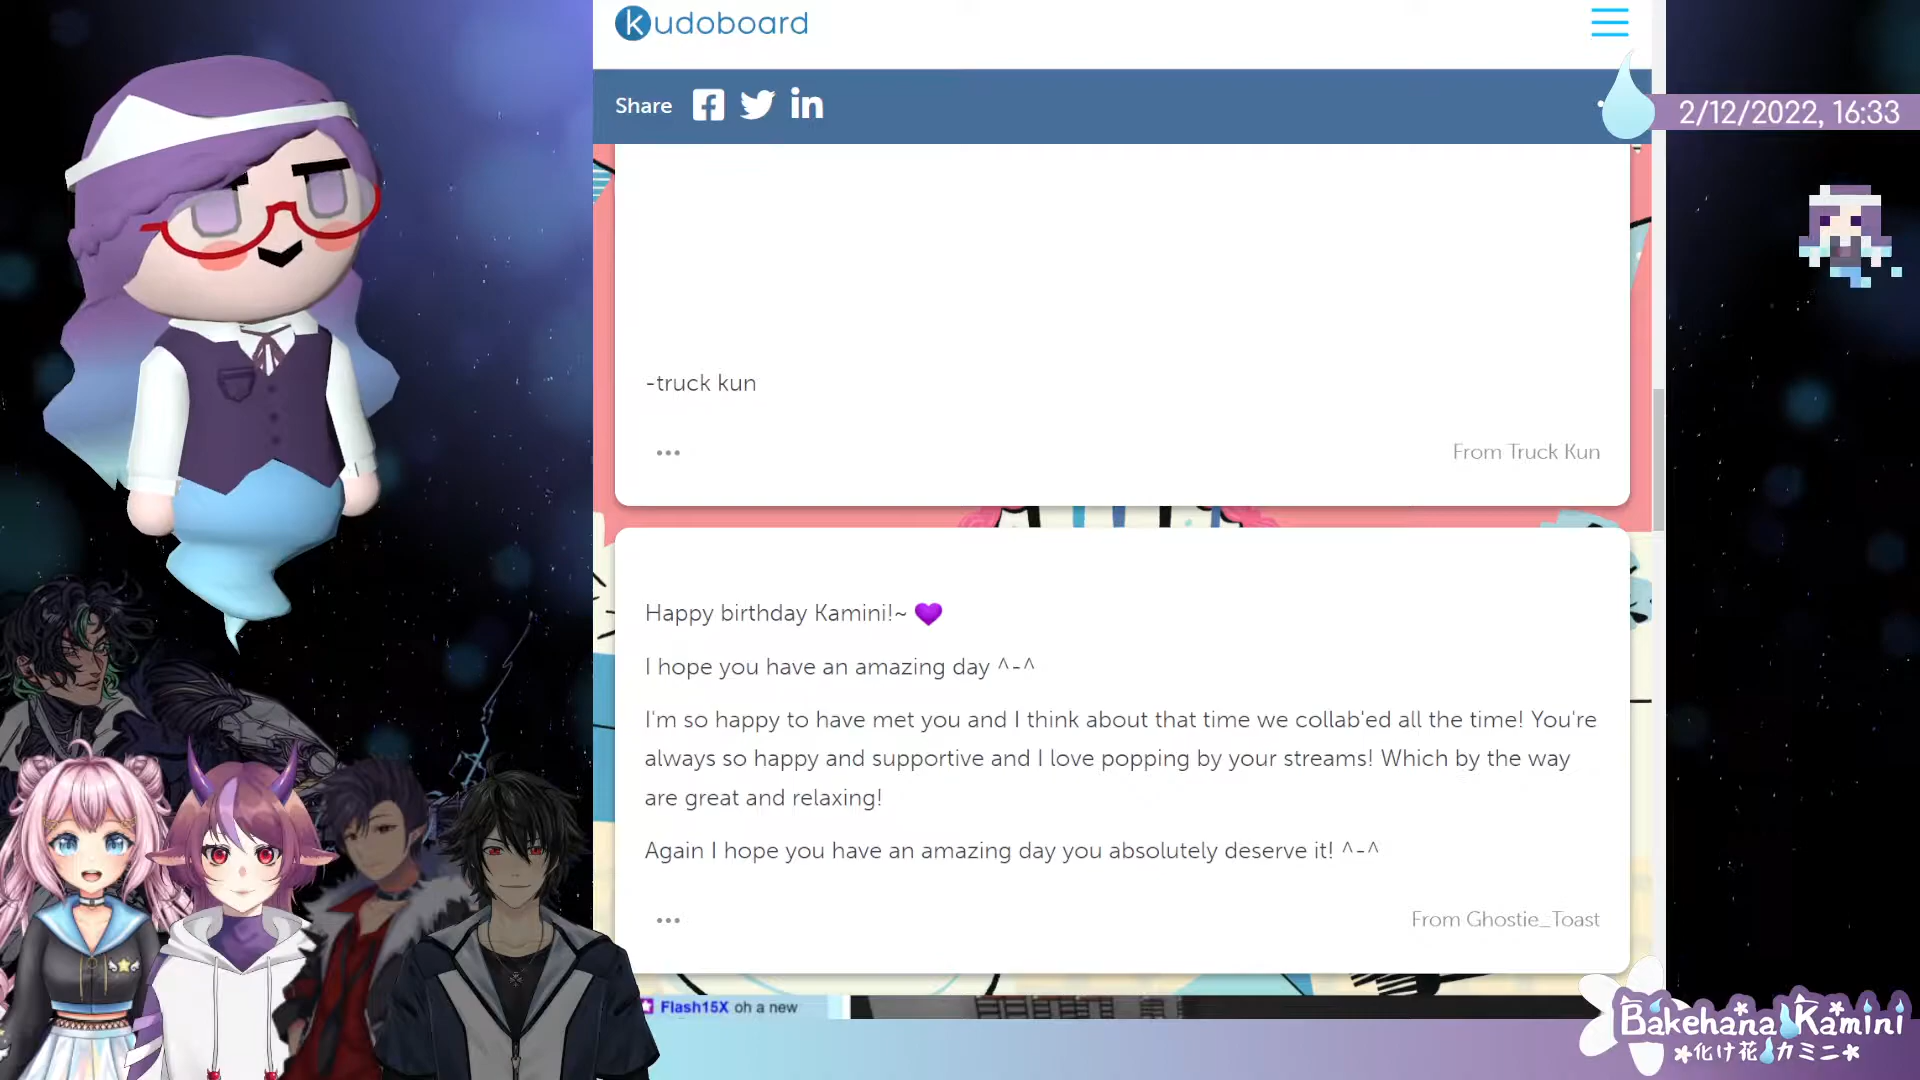 kudoboard
Share
2/12/2022, 16:33
-truck kun
From Truck Kun
Happy birthday Kamini!~ 💜
I hope you have an amazing day ^-^
I'm so happy to have met you and I think about that time we collab'ed all the time! You're
always so happy and supportive and I love popping by your streams! Which by the way
are great and relaxing!
Again I hope you have an amazing day you absolutely deserve it! ^-^
From Ghostie_Toast
Flash15X oh a new
Bakehana Kamini
化け花カミニ